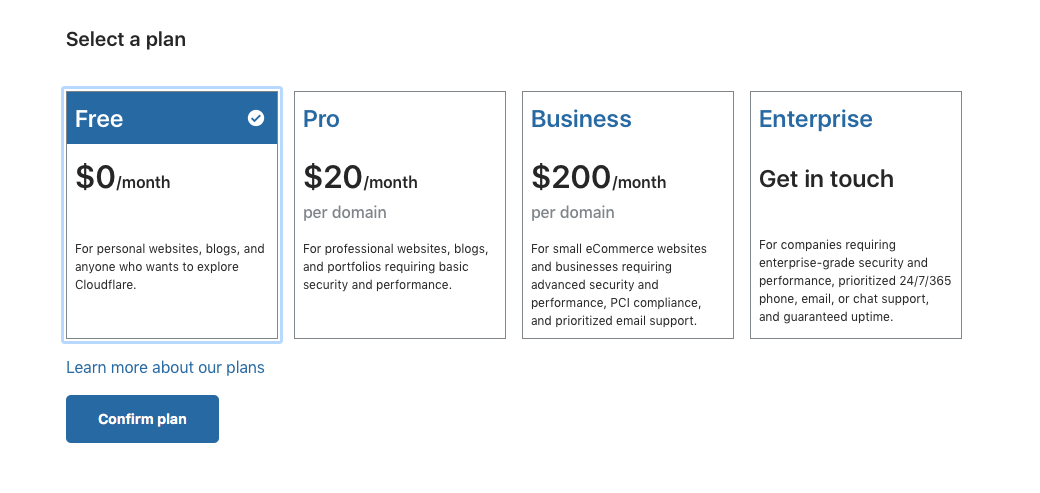 Select a plan
Free
$0/month
For personal websites, blogs, and
anyone who wants to explore
Cloudflare.
Pro
$20/month
per domain
For professional websites, blogs,
and portfolios requiring basic
security and performance.
Business
$200/month
per domain
For small eCommerce websites
and businesses requiring
advanced security and
performance, PCI compliance,
and prioritized email support.
Enterprise
Get in touch
For companies requiring
enterprise-grade security and
performance, prioritized 24/7/365
phone, email, or chat support,
and guaranteed uptime.
Learn more about our plans
Confirm plan